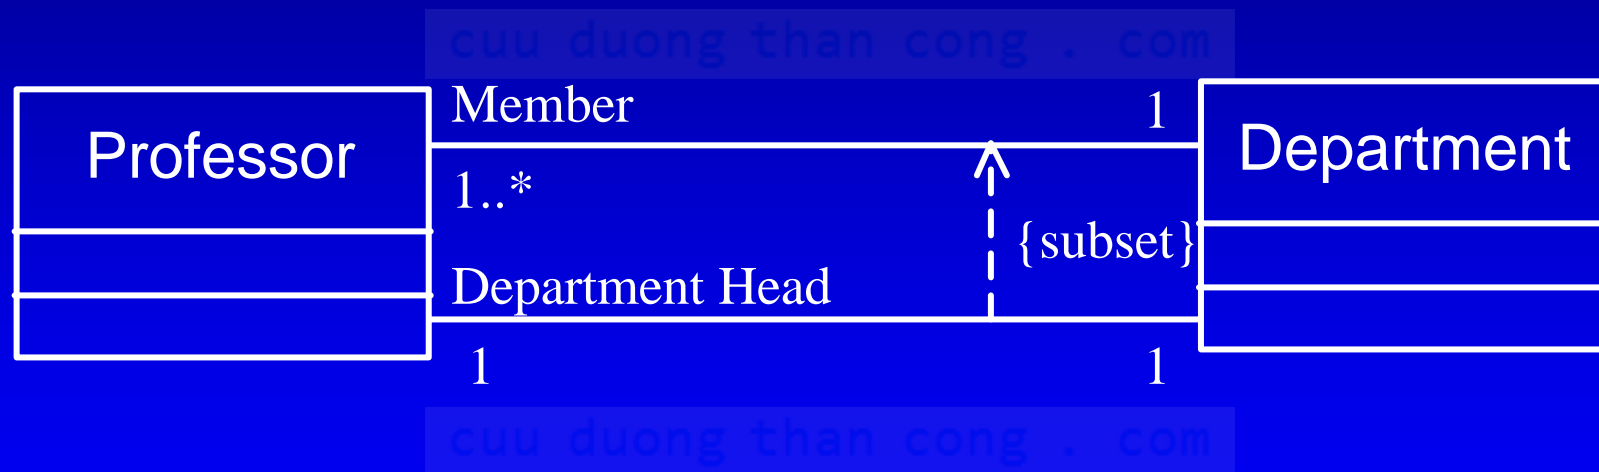 cuu duong than cong . com
Member
1
Professor
Department
1..*
{subset}
Department Head
1
1
cuu duong than cong . com